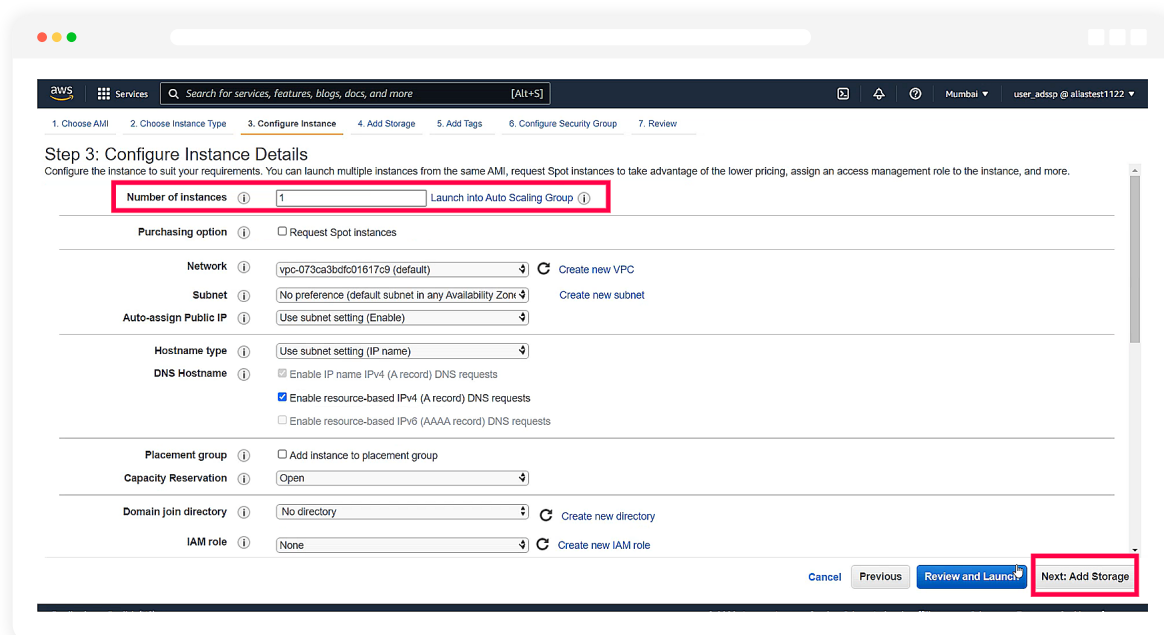 aws Services Search for services, features, blogs, docs, and more [Alt+S] Mumbai user_adssp @ aliastest1122
1. Choose AMI 2. Choose Instance Type 3. Configure Instance 4. Add Storage 5. Add Tags 6. Configure Security Group 7. Review
Step 3: Configure Instance Details
Configure the instance to suit your requirements. You can launch multiple instances from the same AMI, request Spot instances to take advantage of the lower pricing, assign an access management role to the instance, and more.
Number of instances 1 Launch into Auto Scaling Group
Purchasing option Request Spot instances
Network vpc-073ca3bdfc01617c9 (default) Create new VPC
Subnet No preference (default subnet in any Availability Zone Create new subnet
Auto-assign Public IP Use subnet setting (Enable)
Hostname type Use subnet setting (IP name)
DNS Hostname Enable IP name IPv4 (A record) DNS requests
Enable resource-based IPv4 (A record) DNS requests
Enable resource-based IPv6 (AAAA record) DNS requests
Placement group Add instance to placement group
Capacity Reservation Open
Domain join directory No directory Create new directory
IAM role None Create new IAM role
Cancel Previous Review and Launch Next: Add Storage